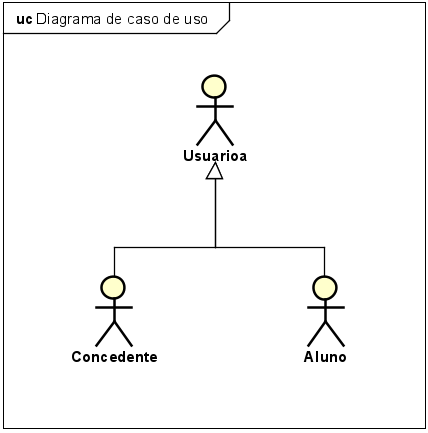 uc Diagrama de caso de uso
Usuarioa
Concedente
Aluno